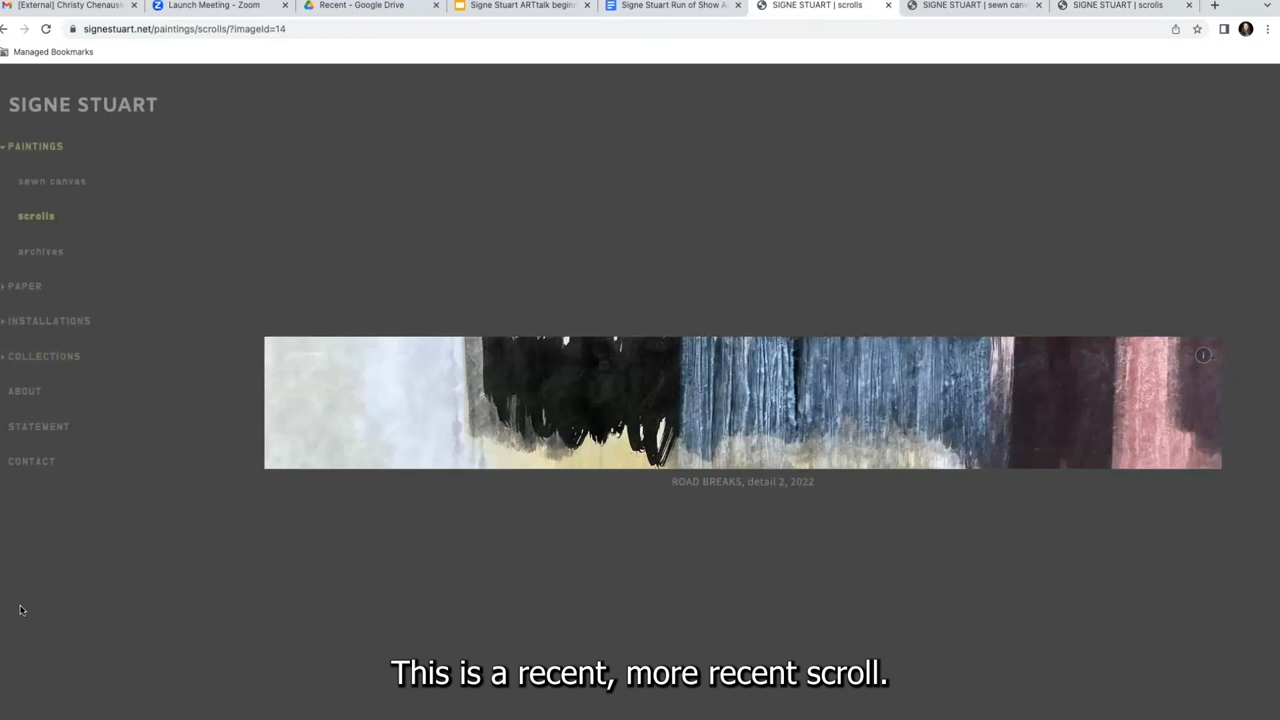 [External] Christy Chenausk
Launch Meeting - Zoom
Recent - Google Drive
Signe Stuart ARTtalk begin
Signe Stuart Run of Show A
SIGNE STUART | scrolls
SIGNE STUART | sewn canv
SIGNE STUART | scrolls
signestuart.net/paintings/scrolls/?imageId=14
Managed Bookmarks
SIGNE STUART
PAINTINGS
sewn canvas
scrolls
archives
PAPER
INSTALLATIONS
COLLECTIONS
ABOUT
STATEMENT
CONTACT
ROAD BREAKS, detail 2, 2022
This is a recent, more recent scroll.